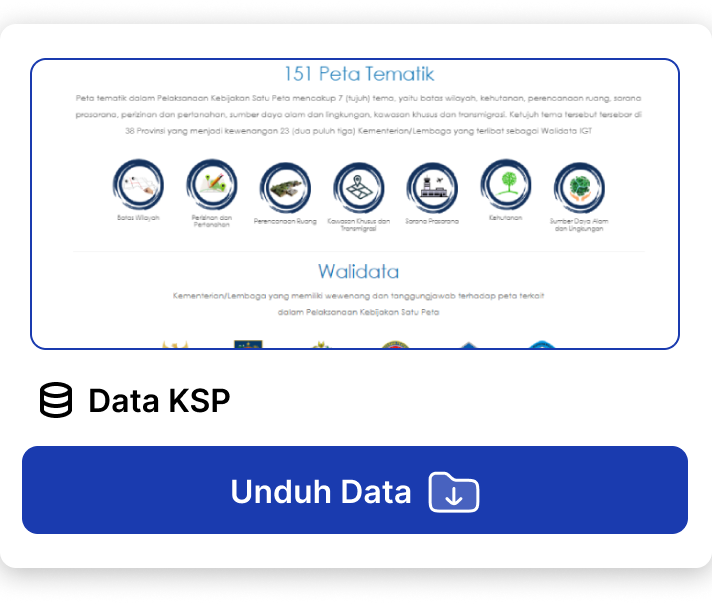 151 Peta Tematik
Peta tematik dalam Pelaksanaan Kebijakan Satu Peta mencakup 7 (tujuh) tema, yaitu batas wilayah, kehutanan, perencanaan ruang, sarana
prasarana, perizinan dan pertanahan, sumber daya alam dan lingkungan, kawasan khusus dan transmigrasi. Ketujuh tema tersebut tersebar di
38 Provinsi yang menjadi kewenangan 23 (dua puluh tiga) Kementerian/Lembaga yang terlibat sebagai Walidata IGT
Batas Wilayah
Perizinan dan
Pertanahan
Perencanaan Ruang
Kawasan Khusus dan
Transmigrasi
Sarana Prasarana
Kehutanan
Sumber Daya Alam
dan Lingkungan
Walidata
Kementerian/Lembaga yang memiliki wewenang dan tanggungjawab terhadap peta terkait
dalam Pelaksanaan Kebijakan Satu Peta
Data KSP
Unduh Data